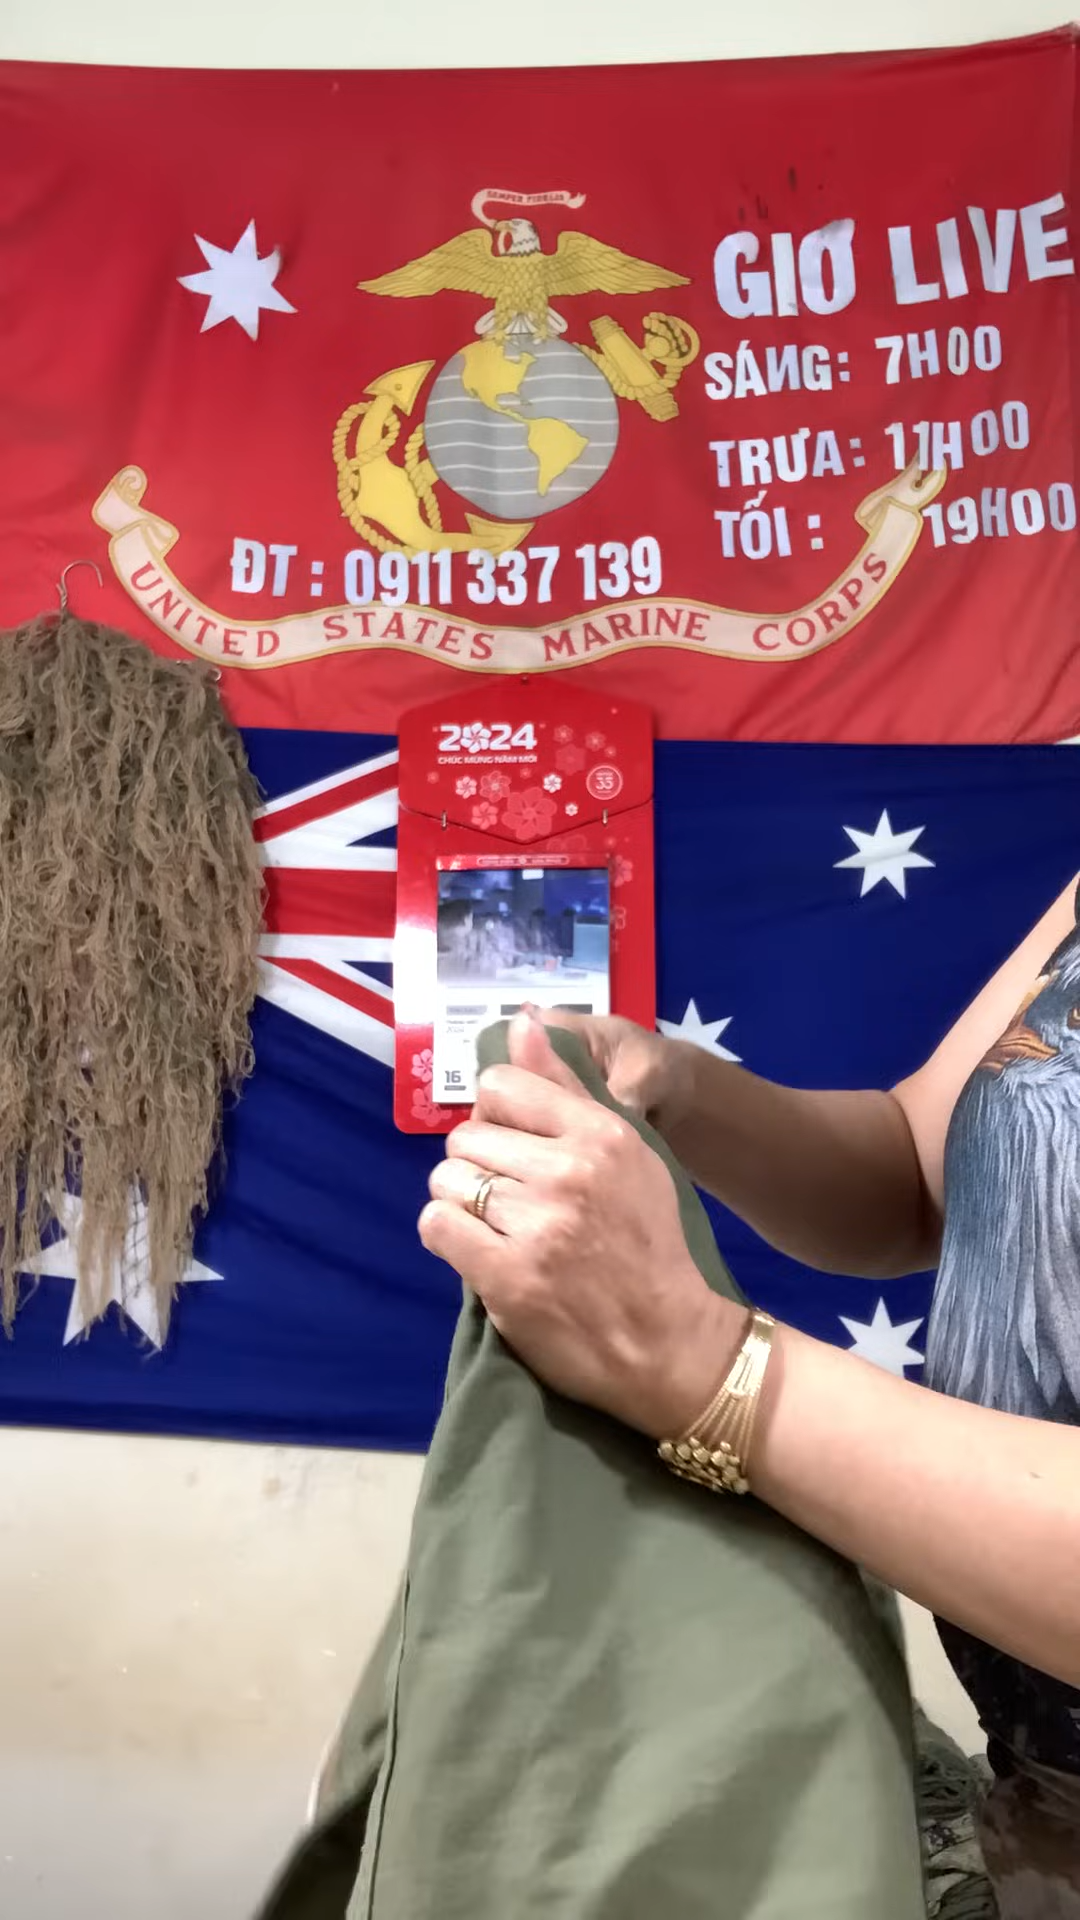 SEMPER FIDELIS
GIƠ LIVE
SÁNG: 7H00
TRƯA: 11H00
TỐI : 19H00
ĐT : 0911 337 139
UNITED STATES MARINE CORPS
2024
CHÚC MỪNG NĂM MỚI
35
16